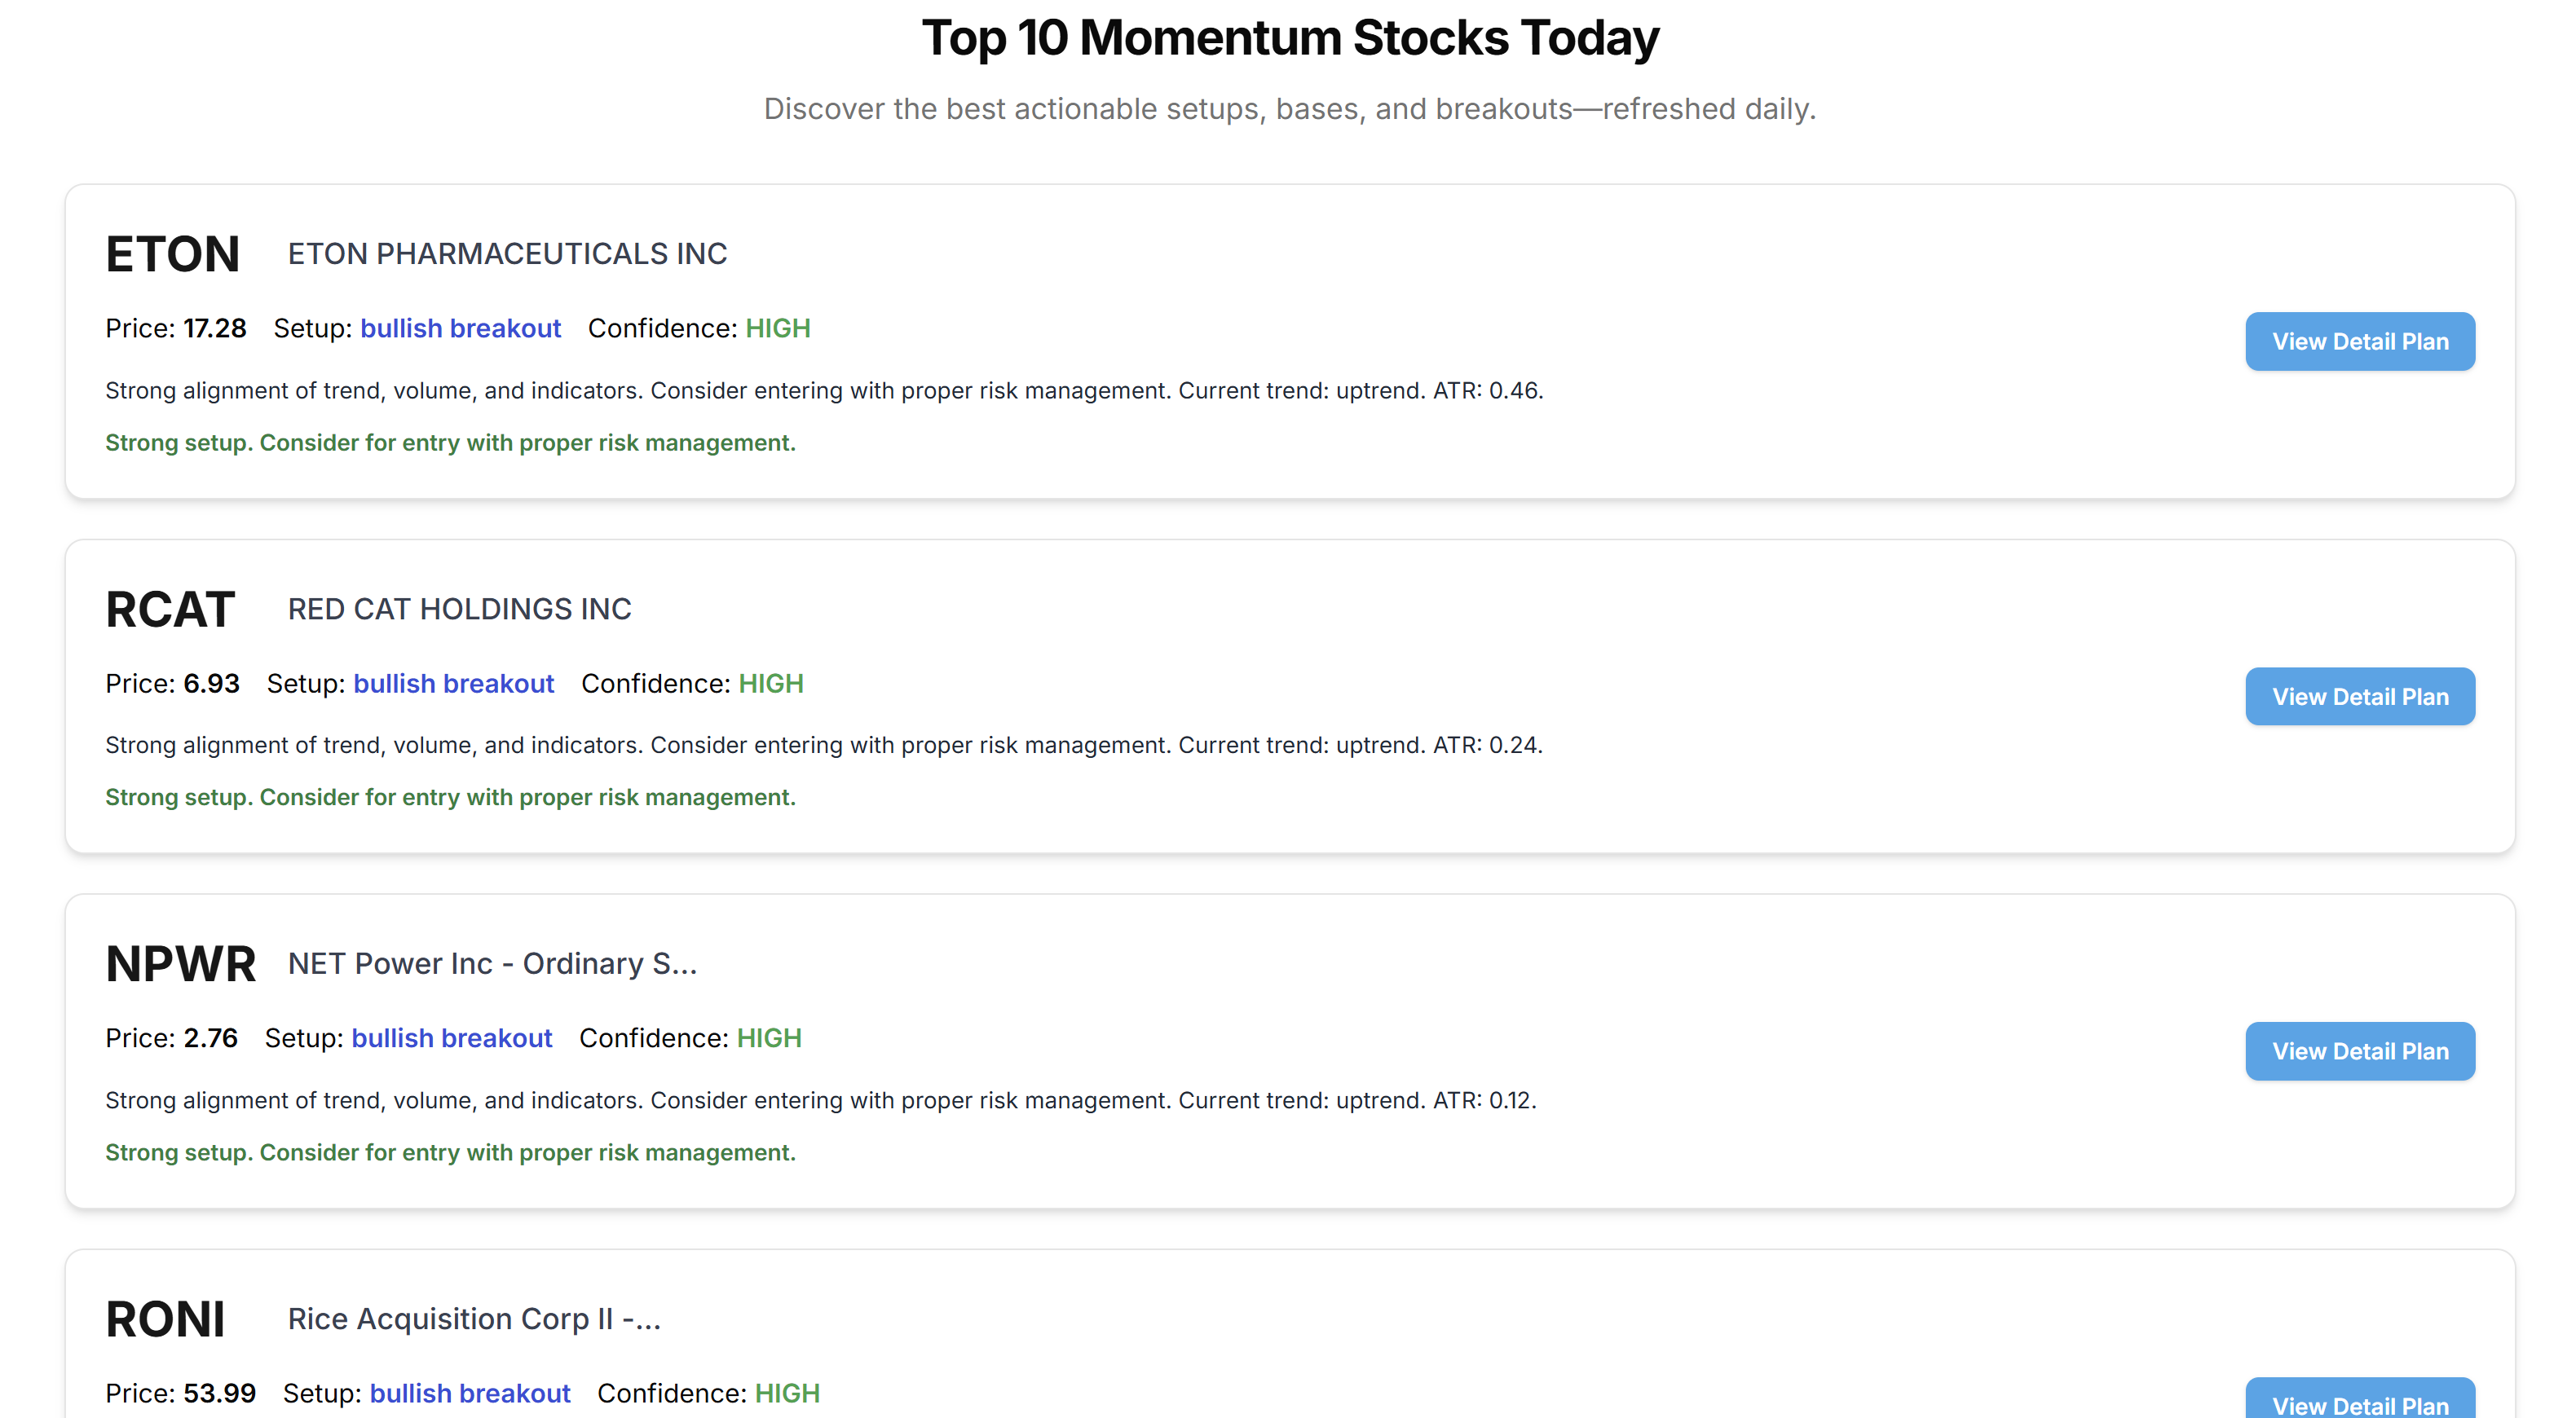 Top 10 Momentum Stocks Today
Discover the best actionable setups, bases, and breakouts—refreshed daily.
ETON ETON PHARMACEUTICALS INC
Price: 17.28 Setup: bullish breakout Confidence: HIGH
View Detail Plan
Strong alignment of trend, volume, and indicators. Consider entering with proper risk management. Current trend: uptrend. ATR: 0.46.
Strong setup. Consider for entry with proper risk management.
RCAT RED CAT HOLDINGS INC
Price: 6.93 Setup: bullish breakout Confidence: HIGH
View Detail Plan
Strong alignment of trend, volume, and indicators. Consider entering with proper risk management. Current trend: uptrend. ATR: 0.24.
Strong setup. Consider for entry with proper risk management.
NPWR NET Power Inc - Ordinary S...
Price: 2.76 Setup: bullish breakout Confidence: HIGH
View Detail Plan
Strong alignment of trend, volume, and indicators. Consider entering with proper risk management. Current trend: uptrend. ATR: 0.12.
Strong setup. Consider for entry with proper risk management.
RONI Rice Acquisition Corp II -...
Price: 53.99 Setup: bullish breakout Confidence: HIGH
View Detail Plan